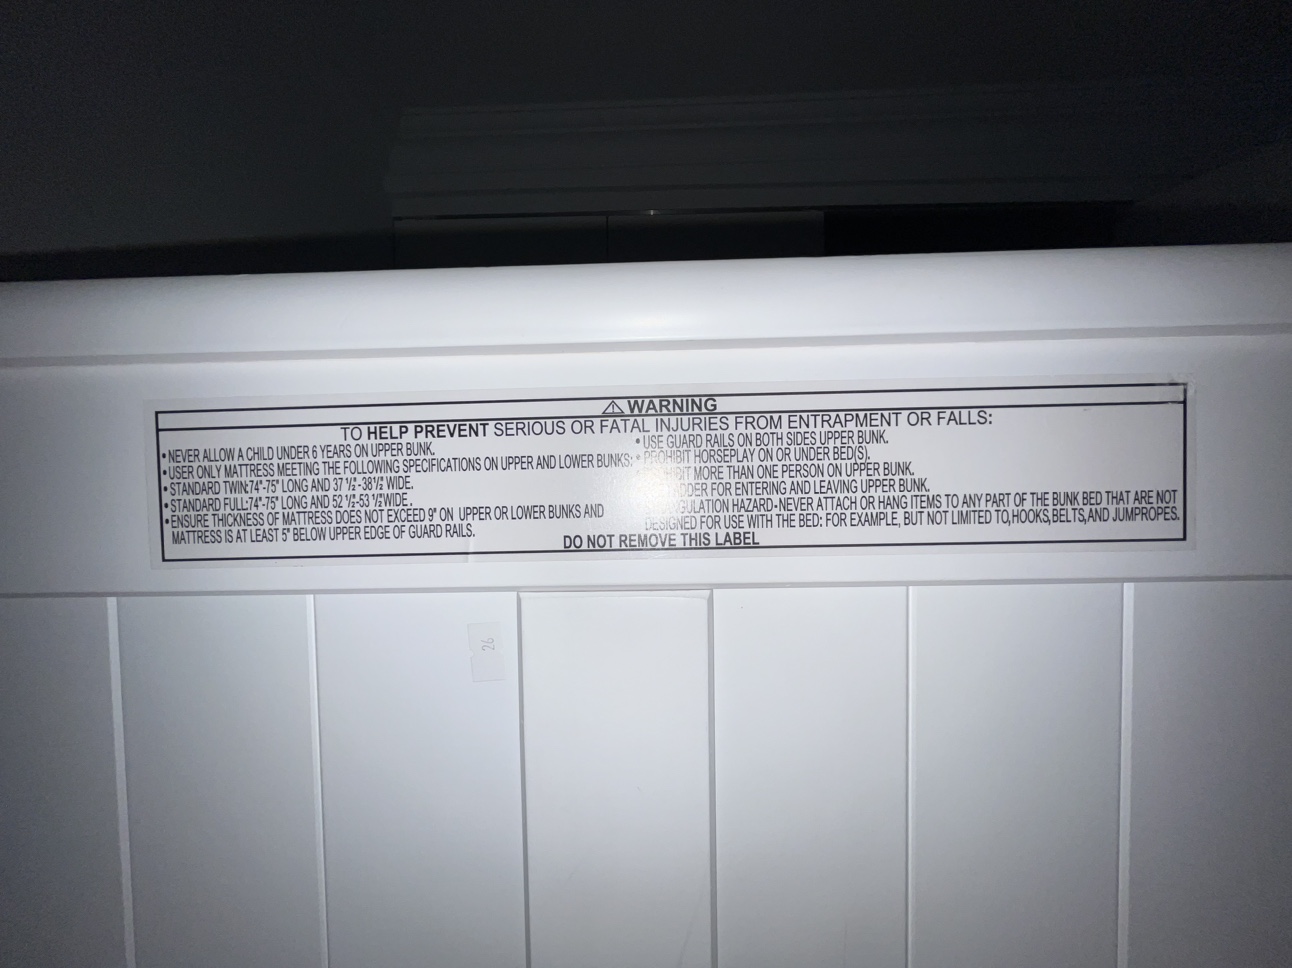 ⚠ WARNING
TO HELP PREVENT SERIOUS OR FATAL INJURIES FROM ENTRAPMENT OR FALLS:
• NEVER ALLOW A CHILD UNDER 6 YEARS ON UPPER BUNK.
• USER ONLY MATTRESS MEETING THE FOLLOWING SPECIFICATIONS ON UPPER AND LOWER BUNKS:
• STANDARD TWIN:74"-75" LONG AND 37 1/2"-38 1/2" WIDE.
• STANDARD FULL:74"-75" LONG AND 52 1/2"-53 1/2" WIDE.
• ENSURE THICKNESS OF MATTRESS DOES NOT EXCEED 9" ON UPPER OR LOWER BUNKS AND
MATTRESS IS AT LEAST 5" BELOW UPPER EDGE OF GUARD RAILS.
• USE GUARD RAILS ON BOTH SIDES UPPER BUNK.
• PROHIBIT HORSEPLAY ON OR UNDER BED(S).
MORE THAN ONE PERSON ON UPPER BUNK.
FOR ENTERING AND LEAVING UPPER BUNK.
HAZARD-NEVER ATTACH OR HANG ITEMS TO ANY PART OF THE BUNK BED THAT ARE NOT
DESIGNED FOR USE WITH THE BED: FOR EXAMPLE, BUT NOT LIMITED TO, HOOKS, BELTS, AND JUMPROPES.
DO NOT REMOVE THIS LABEL
26